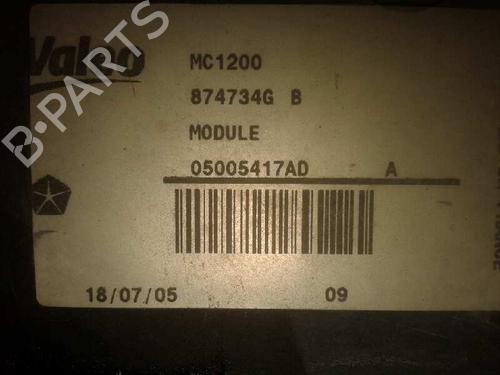 Valeo
MC1200
874734G B
MODULE
05005417AD A
18/07/05 09
B-PARTS